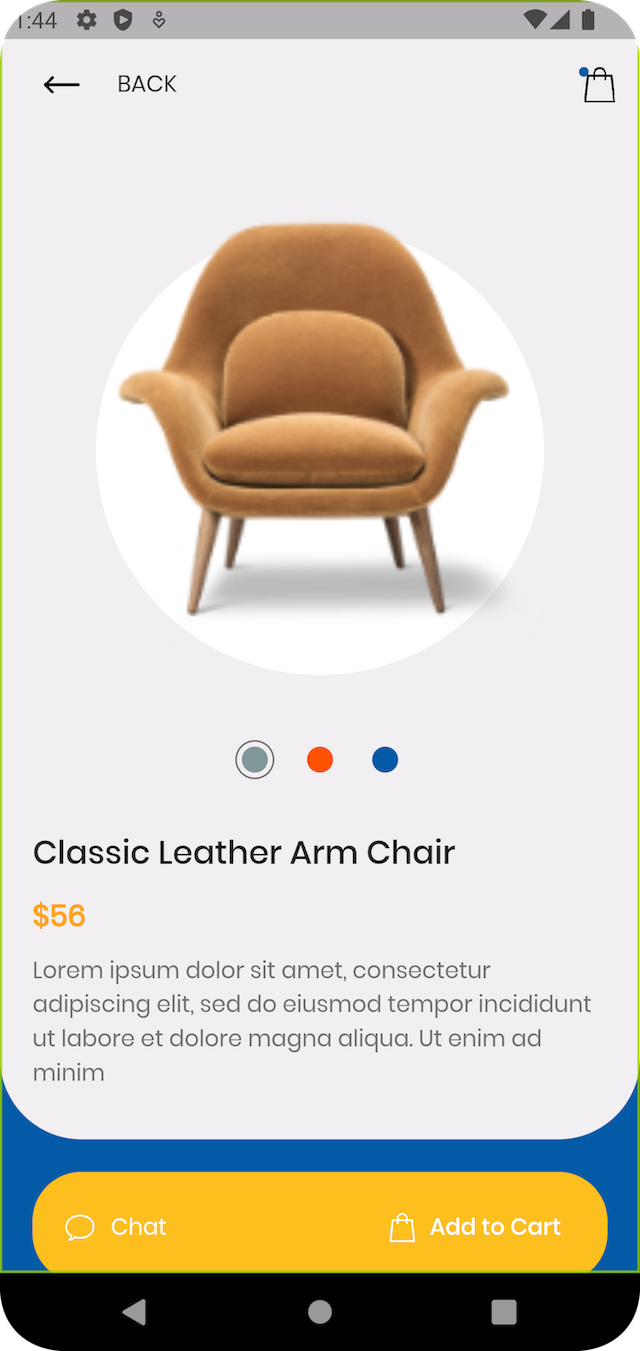 1:44
BACK
Classic Leather Arm Chair
$56
Lorem ipsum dolor sit amet, consectetur
adipiscing elit, sed do eiusmod tempor incididunt
ut labore et dolore magna aliqua. Ut enim ad
minim
Chat
Add to Cart